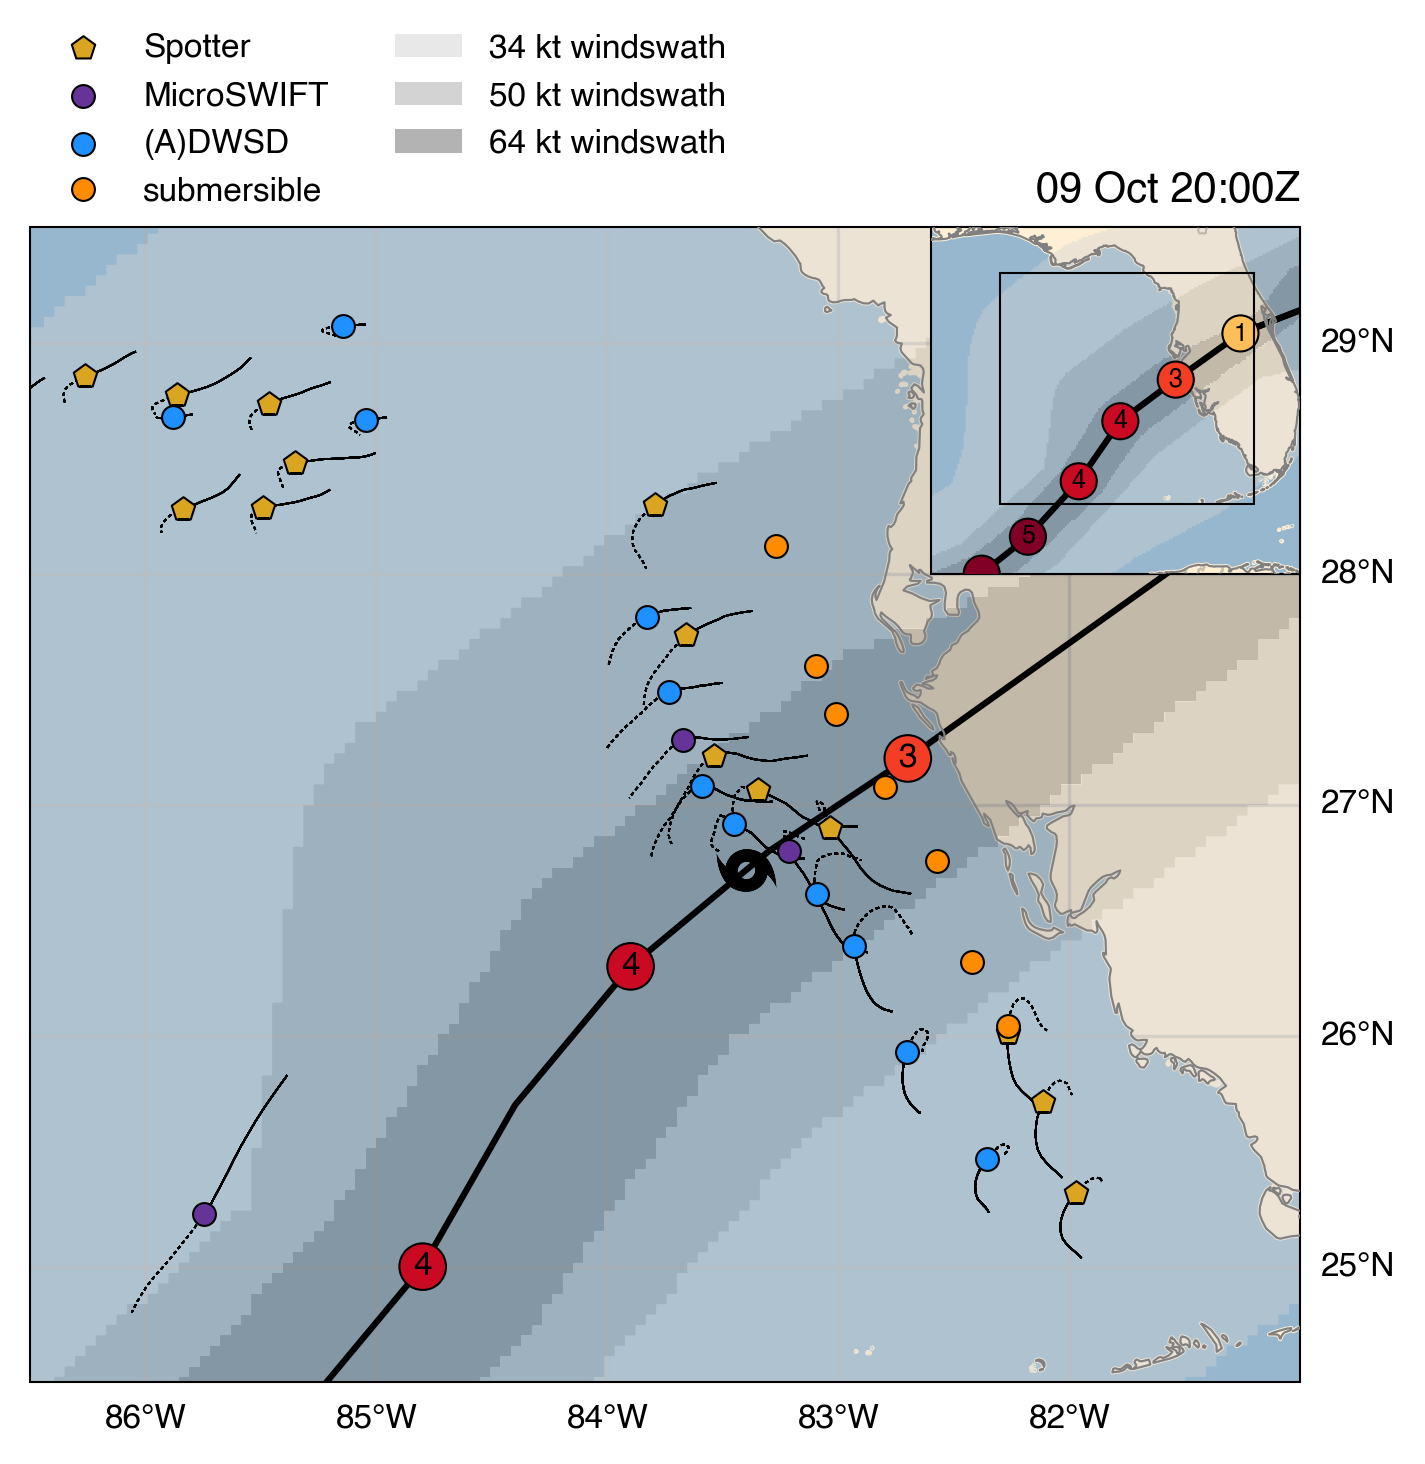 Spotter
MicroSWIFT
(A)DWSD
submersible
34 kt windswath
50 kt windswath
64 kt windswath
09 Oct 20:00Z
1
3
4
4
5
29°N
28°N
27°N
26°N
25°N
3
4
4
86°W
85°W
84°W
83°W
82°W